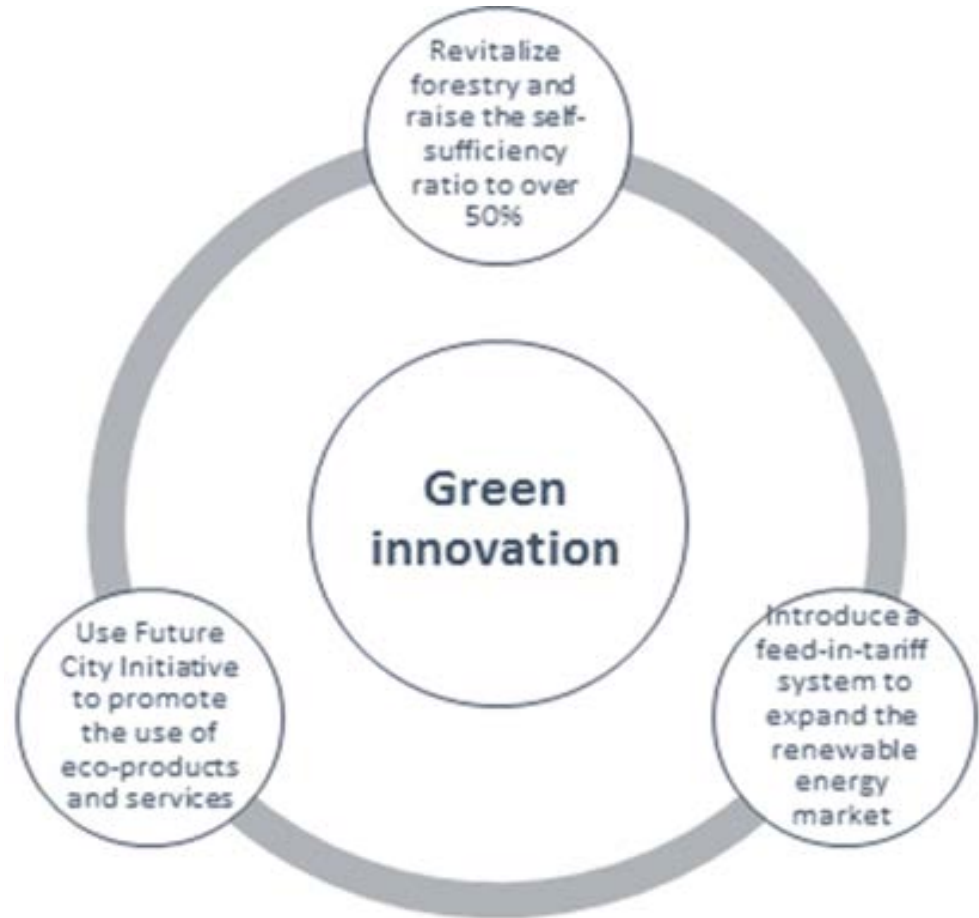 Revitalize
forestry and
raise the self-
sufficiency
ratio to over
50%
Green
innovation
Use Future
City Initiative
to promote
the use of
eco-products
and services
Introduce a
feed-in-tariff
system to
expand the
renewable
energy
market